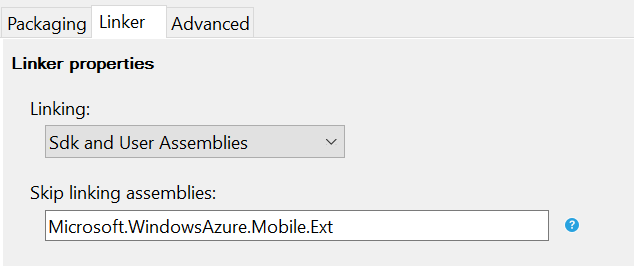 Packaging Linker Advanced
Linker properties
Linking:
Sdk and User Assemblies
Skip linking assemblies:
Microsoft.WindowsAzure.Mobile.Ext ?